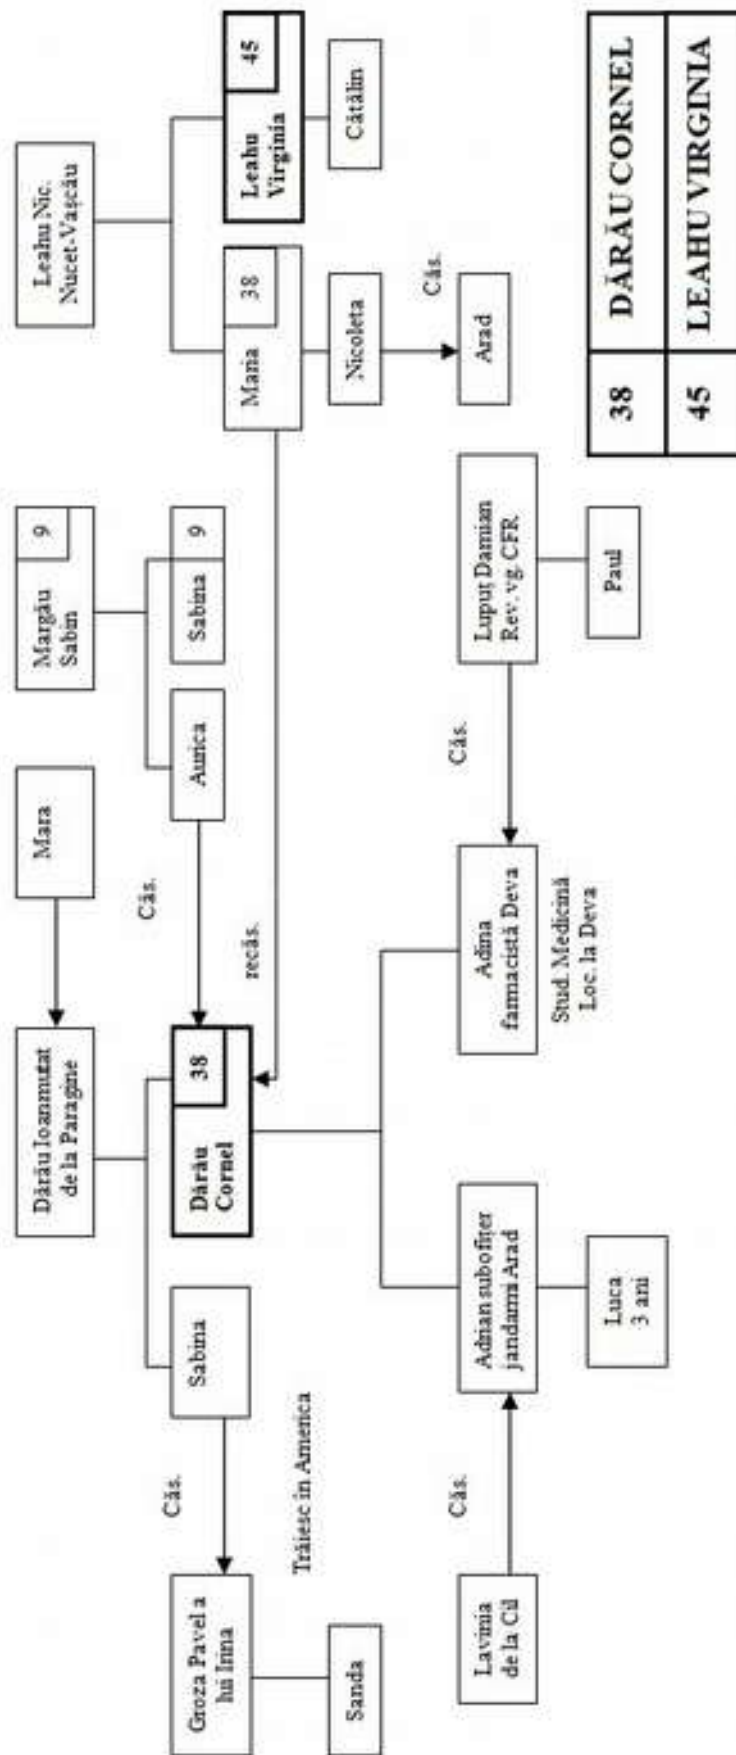 Dărău Ioanmutat
de la Paragine
Mara
Margău
Sabin
9
Leahu Nic.
Nucet-Vașcău
Căs.
Căs.
Groza Pavel a
lui Irina
Sabina
Dărău
Cornel
38
Aurica
Sabina
9
Maria
38
Leahu
Virginia
45
recăs.
Trăiesc în America
Sanda
Nicoleta
Cătălin
Căs.
Căs.
Căs.
Lavinia
de la Cil
Adrian subofițer
jandarmi Arad
Adina
farmacistă Deva
Lupuț Damian
Rev. vg. CFR
Arad
Stud. Medicină
Loc. la Deva
Luca
3 ani
Paul
38 DĂRĂU CORNEL
45 LEAHU VIRGINIA